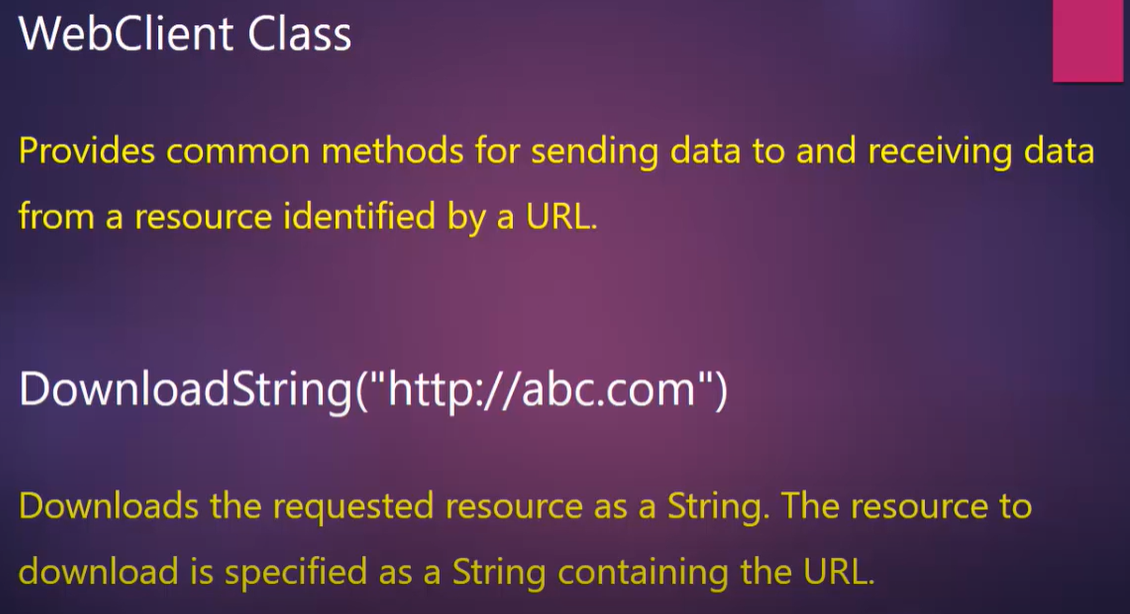 WebClient Class
Provides common methods for sending data to and receiving data
from a resource identified by a URL.
DownloadString("http://abc.com")
Downloads the requested resource as a String. The resource to
download is specified as a String containing the URL.